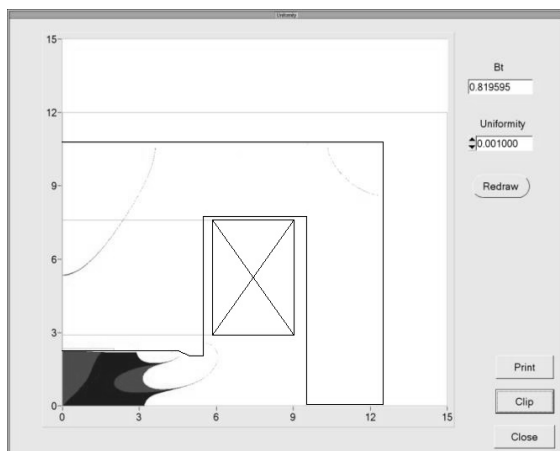 Uniformity
15
12
9
6
3
0
0 3 6 9 12 15
Bt
0.819595
Uniformity
0.001000
Redraw
Print
Clip
Close